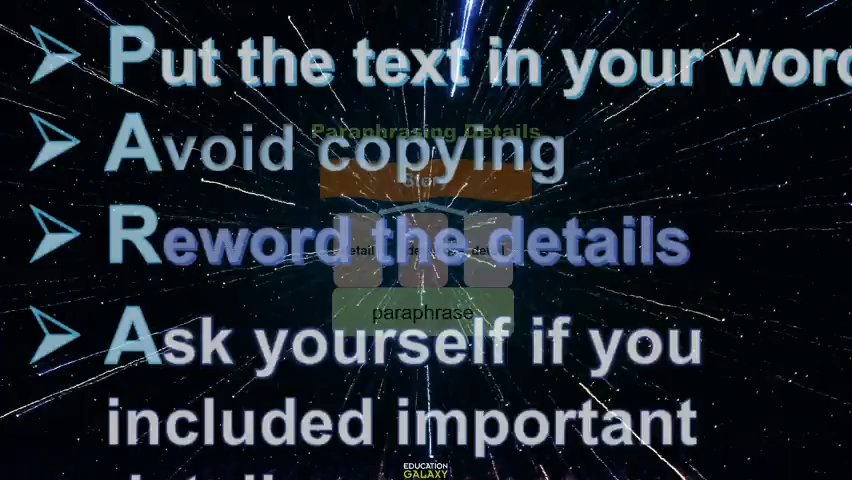 Put the text in your word
Avoid copying
Paraphrasing Details
Reword the details
paraphrase
Ask yourself if you
included important
EDUCATION
GALAXY